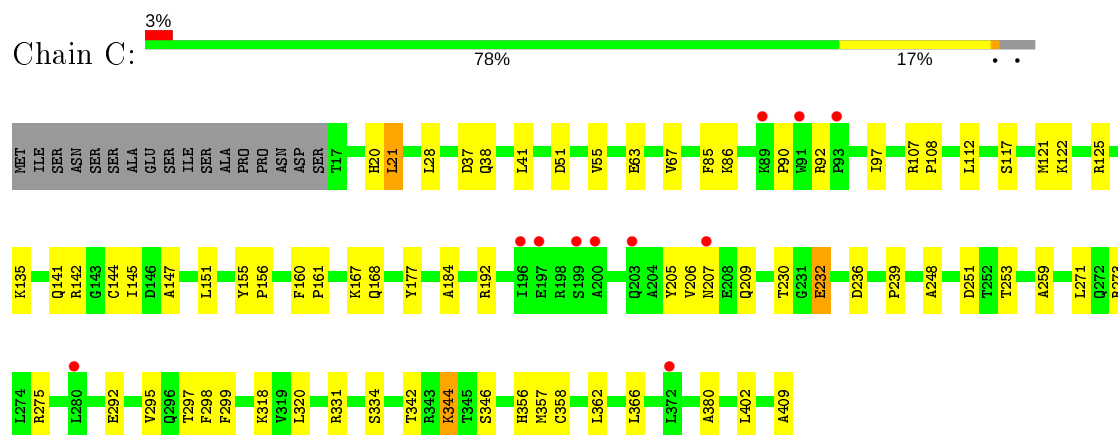 3%
Chain C:
78% 17% • •
MET ILE SER ASN SER SER ALA GLU SER ILE SER ALA PRO PRO ASN ASP SER T17 H20 L21 L28 D37 Q38 L41 D51 V55 E63 V67 F85 K86 K89 P90 W91 R92 P93 I97 R107 P108 L112 S117 M121 K122 R125
K135 Q141 R142 G143 C144 I145 D146 A147 L151 Y155 P156 F160 P161 K167 Q168 Y177 A184 R192 I196 E197 R198 S199 A200 Q203 A204 Y205 V206 N207 E208 Q209 T230 G231 E232 D236 P239 A248 D251 T252 T253 A259 L271 Q272 R273
L274 R275 L280 E292 V295 Q296 T297 F298 F299 K318 V319 L320 R331 S334 T342 R343 K344 T345 S346 H356 M357 C358 L362 L366 L372 A380 L402 A409